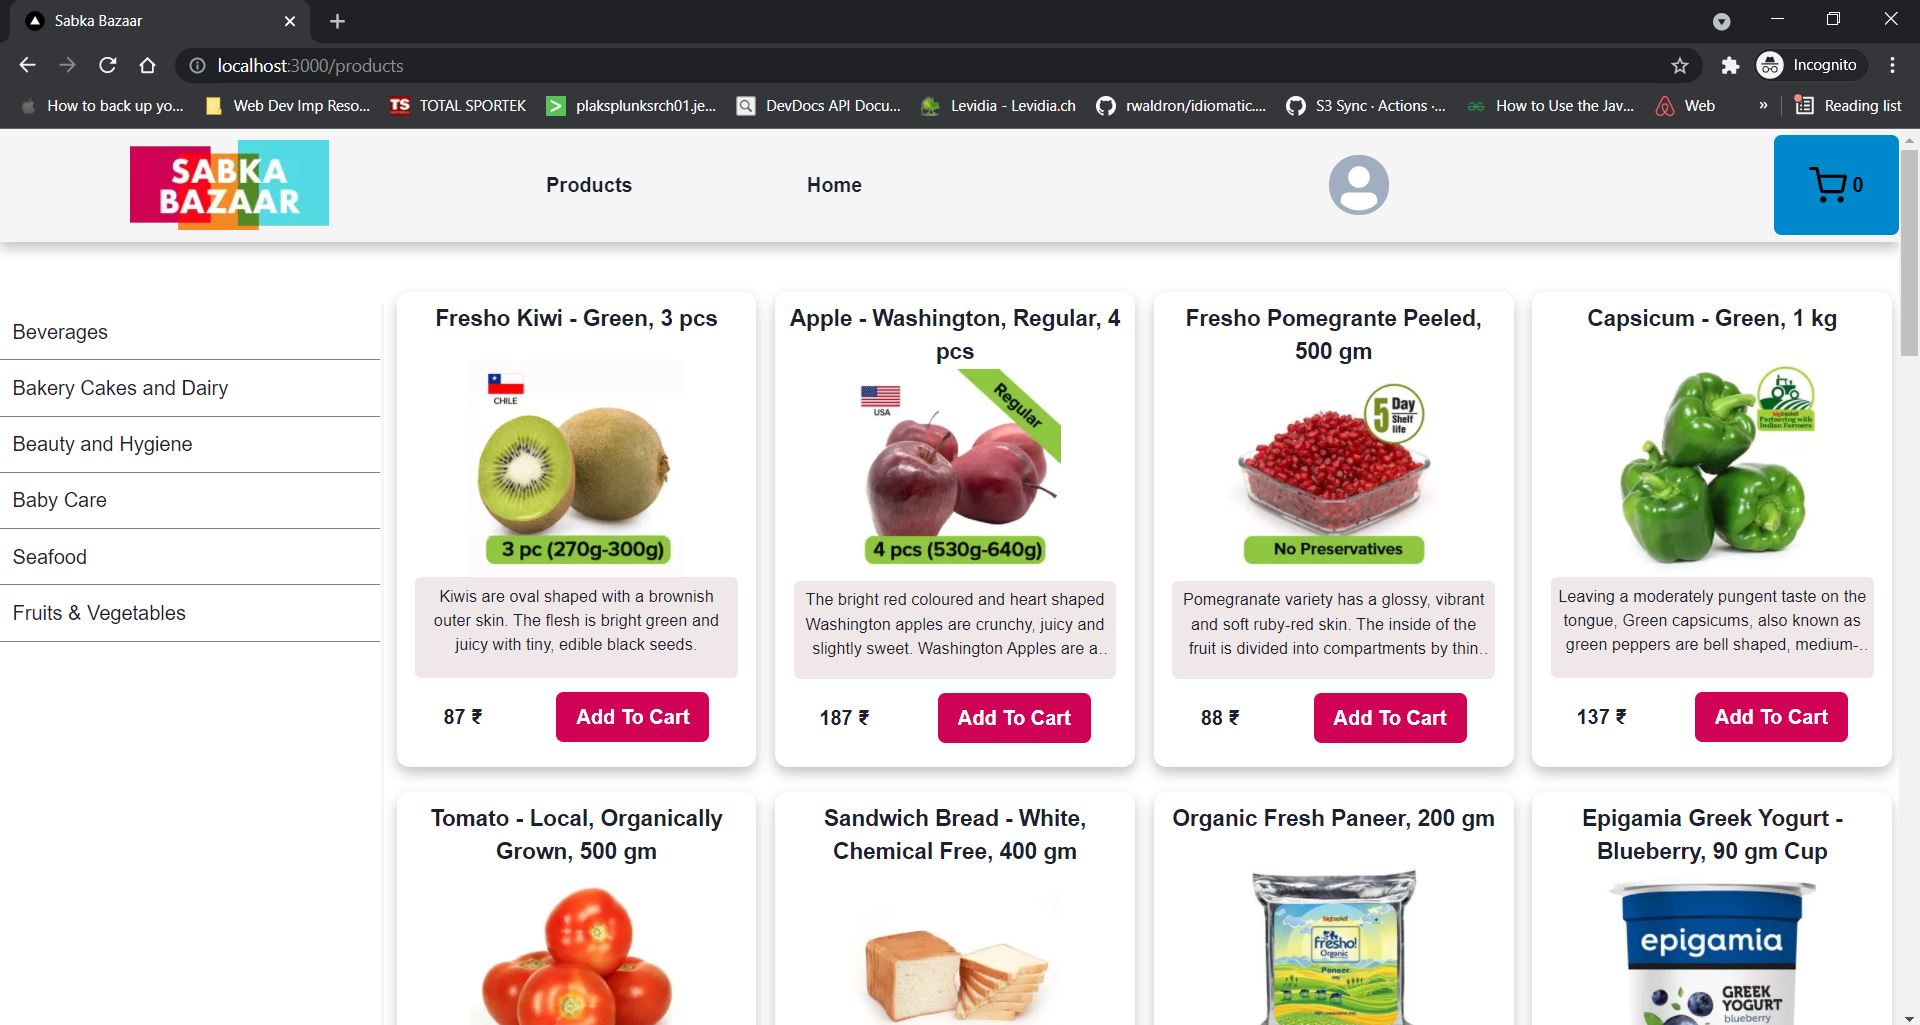 Sabka Bazaar
localhost:3000/products
Incognito
How to back up yo...
Web Dev Imp Reso...
TS
TOTAL SPORTEK
>
plaksplunksrch01.je...
DevDocs API Docu...
Levidia - Levidia.ch
rwaldron/idiomatic....
S3 Sync · Actions ·...
How to Use the Jav...
Web
»
Reading list
SABKA
BAZAAR
Products
Home
0
Beverages
Bakery Cakes and Dairy
Beauty and Hygiene
Baby Care
Seafood
Fruits & Vegetables
Fresho Kiwi - Green, 3 pcs
CHILE
3 pc (270g-300g)
Kiwis are oval shaped with a brownish
outer skin. The flesh is bright green and
juicy with tiny, edible black seeds.
87 ₹
Add To Cart
Apple - Washington, Regular, 4
pcs
USA
Regular
4 pcs (530g-640g)
The bright red coloured and heart shaped
Washington apples are crunchy, juicy and
slightly sweet. Washington Apples are a..
187 ₹
Add To Cart
Fresho Pomegrante Peeled,
500 gm
5 Day
Shelf
life
No Preservatives
Pomegranate variety has a glossy, vibrant
and soft ruby-red skin. The inside of the
fruit is divided into compartments by thin..
88 ₹
Add To Cart
Capsicum - Green, 1 kg
bigbasket
Partnering with
Indian Farmers
Leaving a moderately pungent taste on the
tongue, Green capsicums, also known as
green peppers are bell shaped, medium-..
137 ₹
Add To Cart
Tomato - Local, Organically
Grown, 500 gm
Sandwich Bread - White,
Chemical Free, 400 gm
Organic Fresh Paneer, 200 gm
bigbasket
fresho!
Organic
Paneer
Epigamia Greek Yogurt -
Blueberry, 90 gm Cup
epigamia
GREEK
YOGURT
blueberry